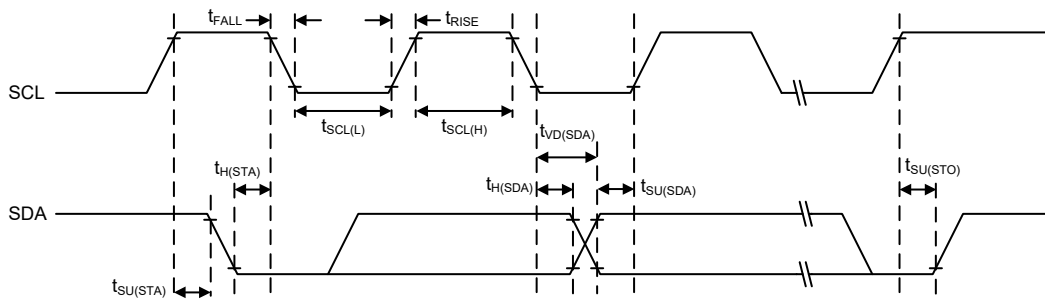 tFALL
tRISE
SCL
tSCL(L)
tSCL(H)
tVD(SDA)
tH(STA)
tH(SDA)
tSU(SDA)
tSU(STO)
SDA
tSU(STA)